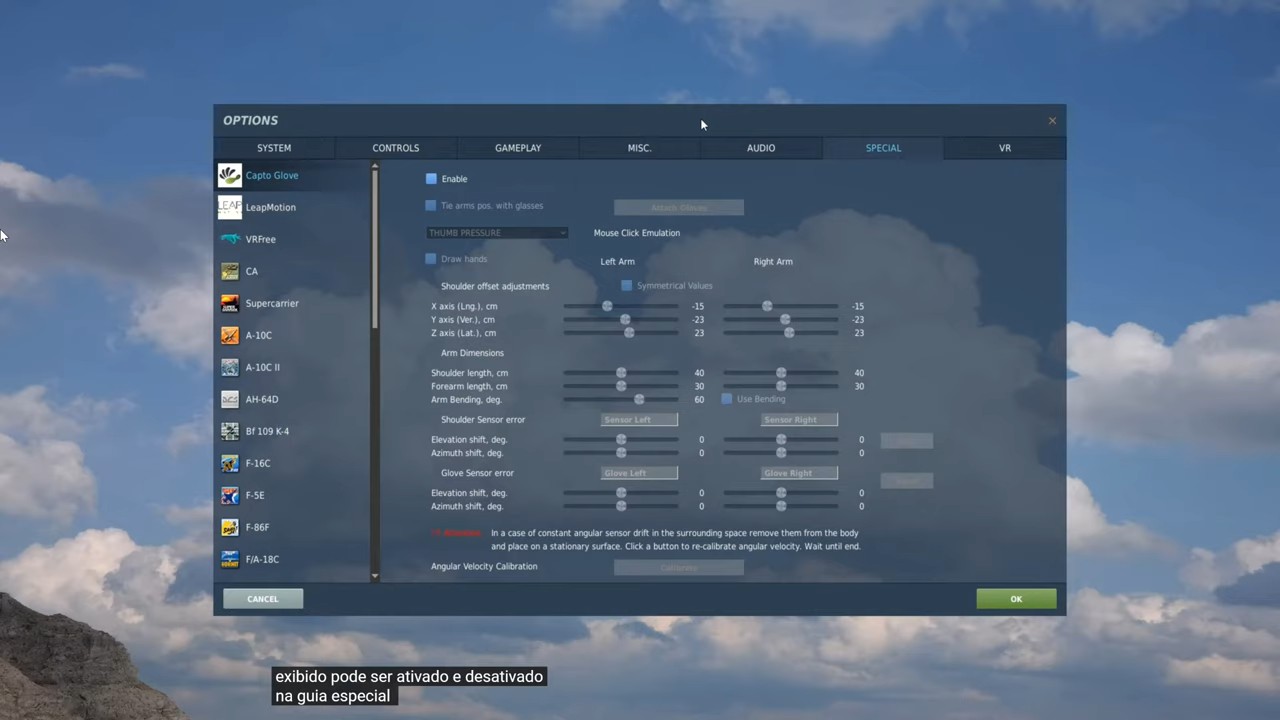 OPTIONS
SYSTEM CONTROLS GAMEPLAY MISC. AUDIO SPECIAL VR
Capto Glove
LEAP LeapMotion
VRFree
CA
Supercarrier
A-10C
A-10C II
AH-64D
Bf 109 K-4
F-16C
F-5E
F-86F
F/A-18C
Enable
Tie arms pos. with glasses Attach Gloves
THUMB PRESSURE Mouse Click Emulation
Draw hands Left Arm Right Arm
Shoulder offset adjustments Symmetrical Values
X axis (Lng.), cm -15 -15
Y axis (Ver.), cm -23 -23
Z axis (Lat.), cm 23 23
Arm Dimensions
Shoulder length, cm 40 40
Forearm length, cm 30 30
Arm Bending, deg. 60 Use Bending
Shoulder Sensor error Sensor Left Sensor Right
Elevation shift, deg. 0 0
Azimuth shift, deg. 0 0
Glove Sensor error Glove Left Glove Right
Elevation shift, deg. 0 0
Azimuth shift, deg. 0 0
In a case of constant angular sensor drift in the surrounding space remove them from the body
and place on a stationary surface. Click a button to re-calibrate angular velocity. Wait until end.
Angular Velocity Calibration
CANCEL OK
exibido pode ser ativado e desativado
na guia especial